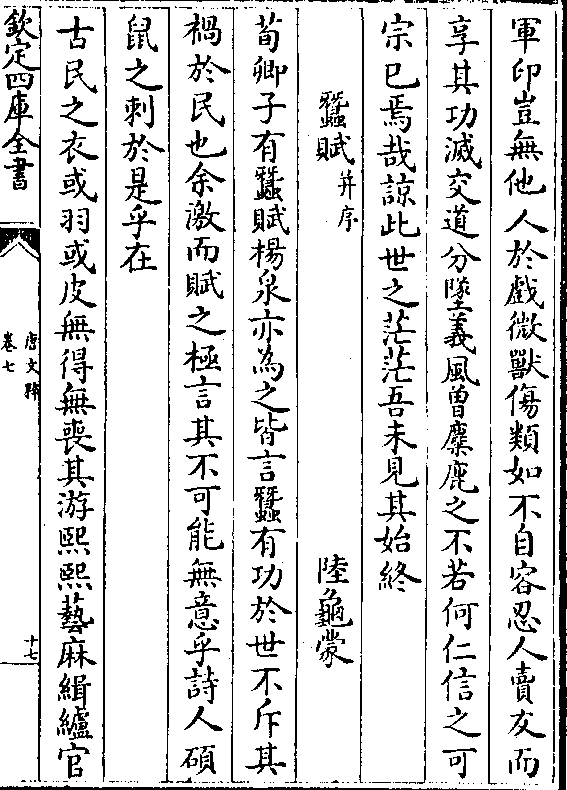 軍印豈無他人於戲微獸傷類如不自容忍人賣友而
享其功滅交道分墜義風曽麋鹿之不若何仁信之可
宗已焉哉諒此世之茫茫吾未見其始終
蠶賦并序
陸龜蒙
荀卿子有蠶賦楊泉亦為之皆言蠶有功於世不斥其
禍於民也余激而賦之極言其不可能無意乎詩人碩
鼠之刺於是乎在
古民之衣或羽或皮無得無喪其游熙熙藝麻緝纑官
欽定四庫全書
唐文粹
卷七
十七